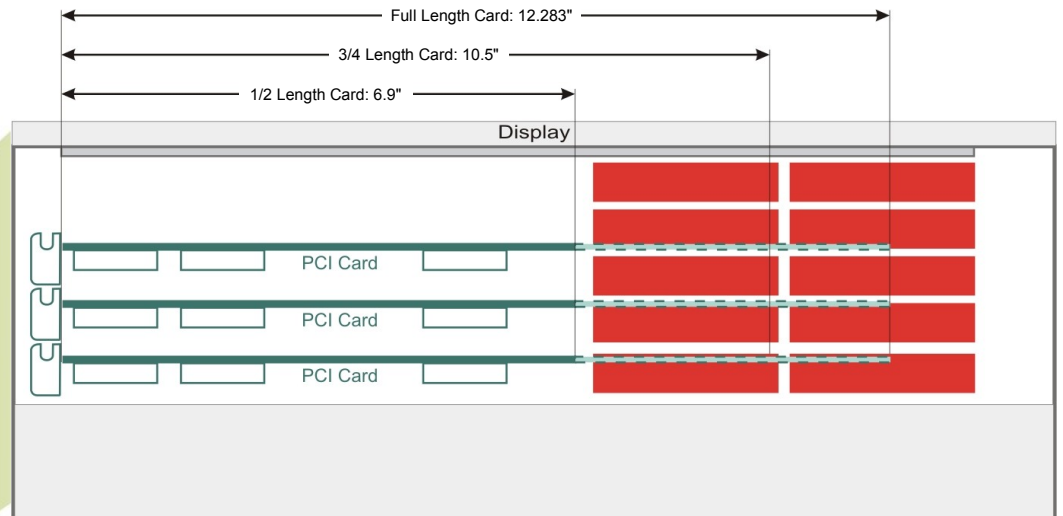 Full Length Card: 12.283"
3/4 Length Card: 10.5"
1/2 Length Card: 6.9"
Display
PCI Card
PCI Card
PCI Card